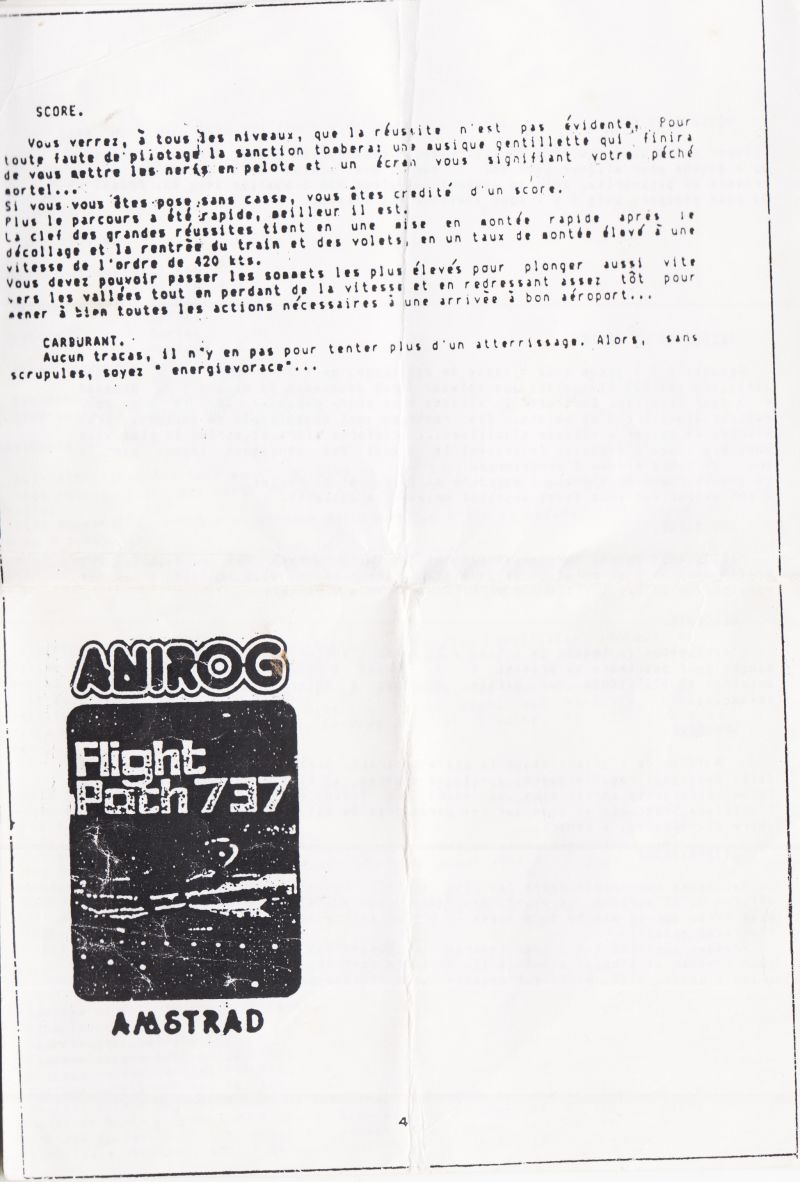 SCORE.
Vous verrez, à tous les niveaux, que la réussite n'est pas évidente. Pour
toute faute de pilotage la sanction tombera: une musique gentillette qui finira
de vous mettre les nerfs en pelote et un écran vous signifiant votre péché
mortel...
Si vous vous êtes pose sans casse, vous êtes credité d'un score.
Plus le parcours a été rapide, meilleur il est.
La clef des grandes réussites tient en une mise en montée rapide après le
décollage et la rentrée du train et des volets, en un taux de montée élevé à une
vitesse de l'ordre de 420 kts.
Vous devez pouvoir passer les sommets les plus élevés pour plonger aussi vite
vers les vallées tout en perdant de la vitesse et en redressant assez tôt pour
mener à bien toutes les actions nécessaires à une arrivée à bon aéroport...
CARBURANT.
Aucun tracas, il n'y en pas pour tenter plus d'un atterrissage. Alors, sans
scrupules, soyez " energievorace"...
ANIROG
Flight
Path 737
AMSTRAD
4